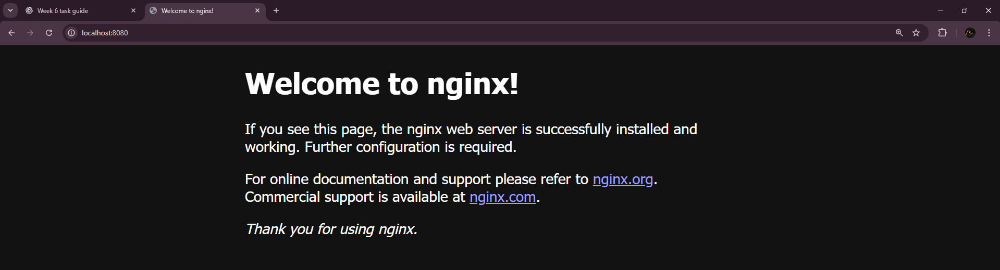 Week 6 task guide
Welcome to nginx!
localhost:8080
Welcome to nginx!
If you see this page, the nginx web server is successfully installed and
working. Further configuration is required.
For online documentation and support please refer to nginx.org.
Commercial support is available at nginx.com.
Thank you for using nginx.